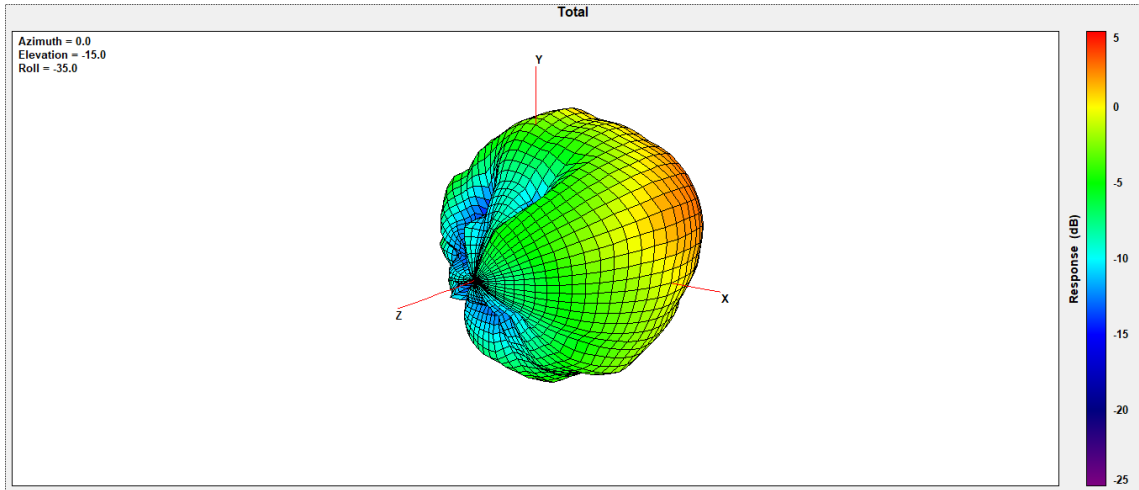 Total
Azimuth = 0.0
Elevation = -15.0
Roll = -35.0
Y
X
Z
5
0
-5
-10
-15
-20
-25
Response (dB)